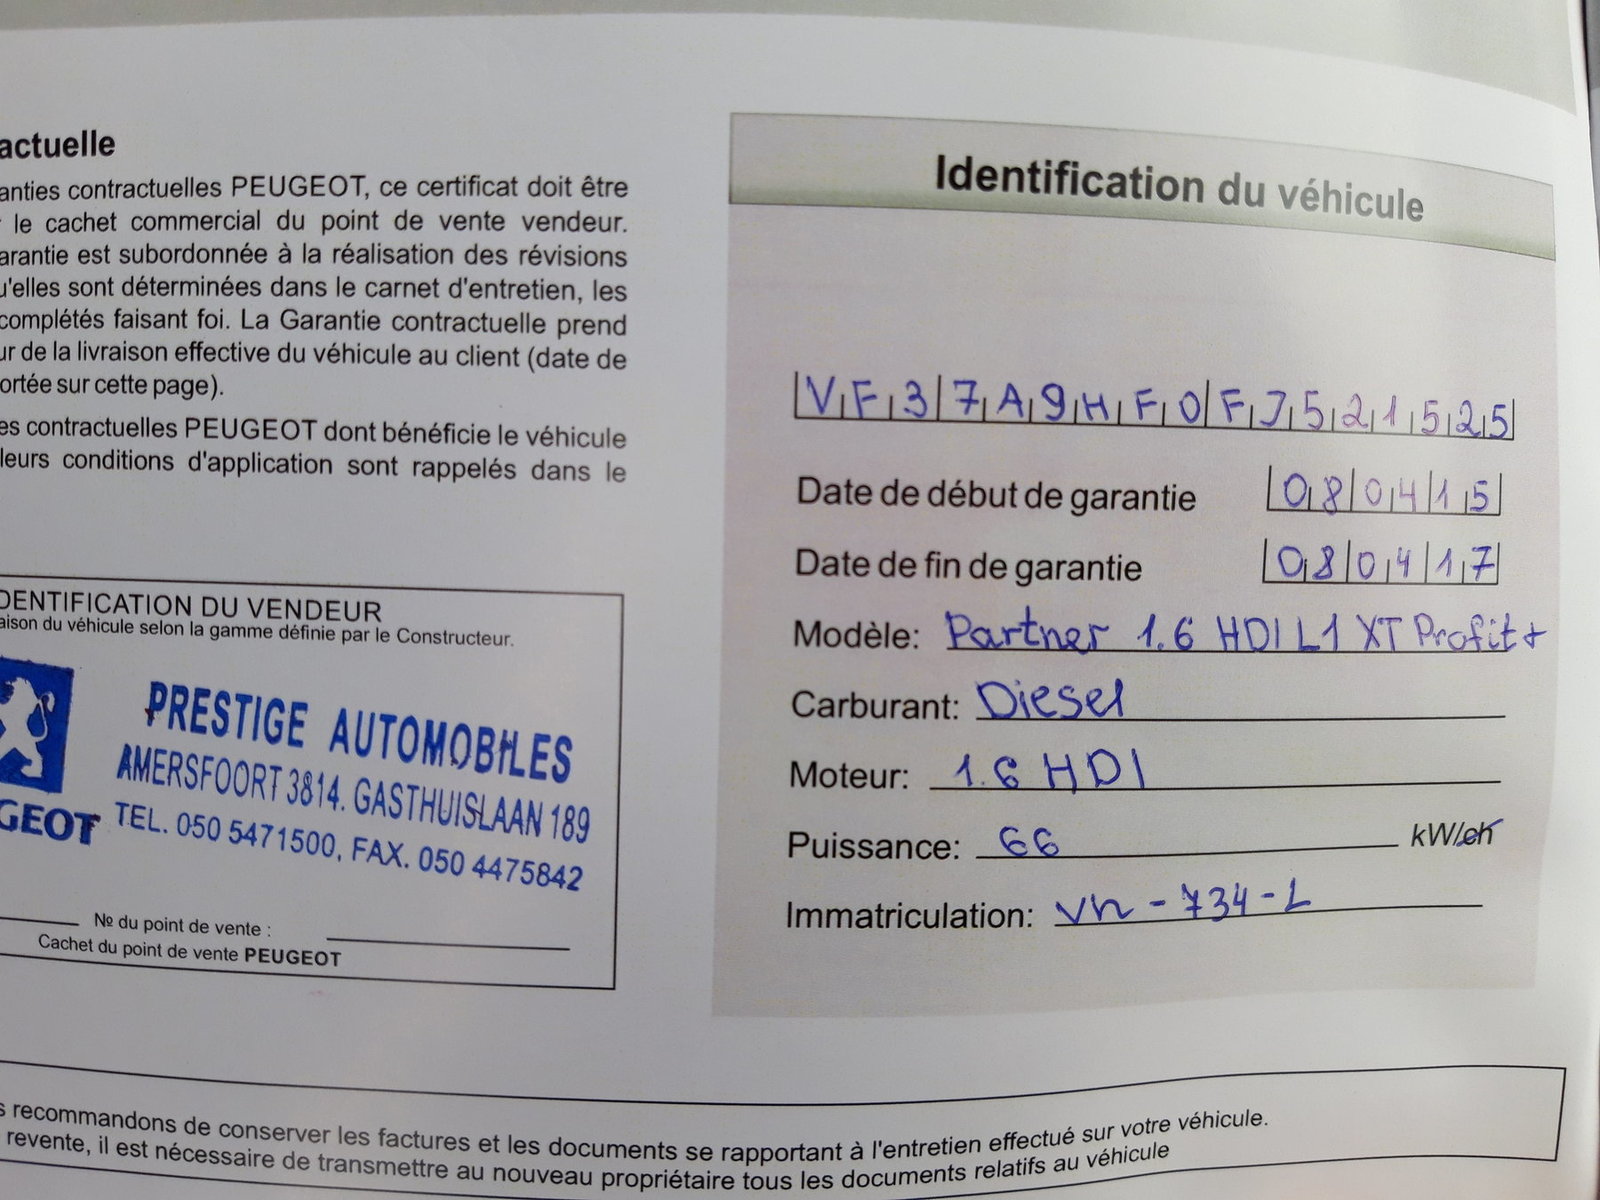 actuelle
anties contractuelles PEUGEOT, ce certificat doit être
le cachet commercial du point de vente vendeur.
arantie est subordonnée à la réalisation des révisions
u'elles sont déterminées dans le carnet d'entretien, les
complétés faisant foi. La Garantie contractuelle prend
ur de la livraison effective du véhicule au client (date de
ortée sur cette page).
es contractuelles PEUGEOT dont bénéficie le véhicule
leurs conditions d'application sont rappelés dans le
DENTIFICATION DU VENDEUR
aison du véhicule selon la gamme définie par le Constructeur.
PRESTIGE AUTOMOBILES
AMERSFOORT 3814. GASTHUISLAAN 189
GEOT TEL. 050 5471500, FAX. 050 4475842
№ du point de vente :
Cachet du point de vente PEUGEOT
Identification du véhicule
VF37A9HF0FJ521525
Date de début de garantie 080415
Date de fin de garantie 080417
Modèle: Partner 1.6 HDI L1 XT Profit+
Carburant: Diesel
Moteur: 1.6 HDI
Puissance: 66 kW/ch
Immatriculation: VN-734-L
s recommandons de conserver les factures et les documents se rapportant à l'entretien effectué sur votre véhicule.
revente, il est nécessaire de transmettre au nouveau propriétaire tous les documents relatifs au véhicule